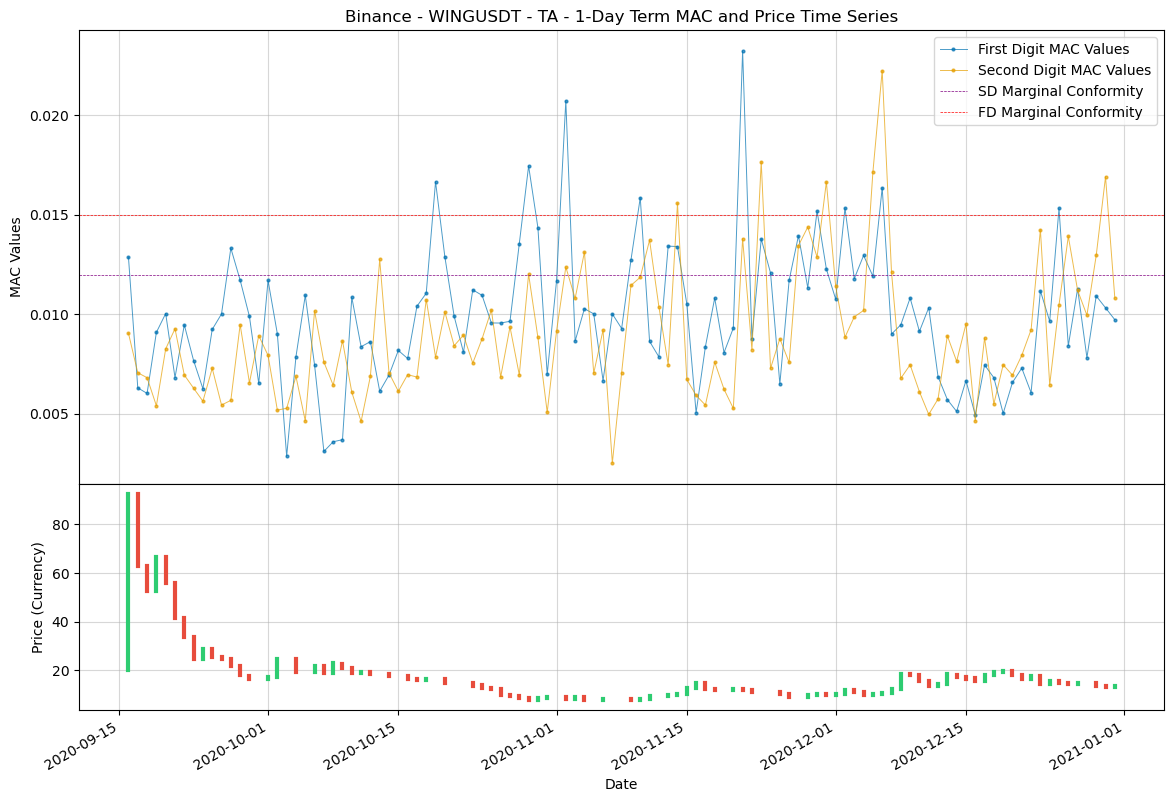 Binance - WINGUSDT - TA - 1-Day Term MAC and Price Time Series
First Digit MAC Values
Second Digit MAC Values
SD Marginal Conformity
FD Marginal Conformity
MAC Values
0.020
0.015
0.010
0.005
Price (Currency)
80
60
40
20
2020-09-15
2020-10-01
2020-10-15
2020-11-01
2020-11-15
2020-12-01
2020-12-15
2021-01-01
Date